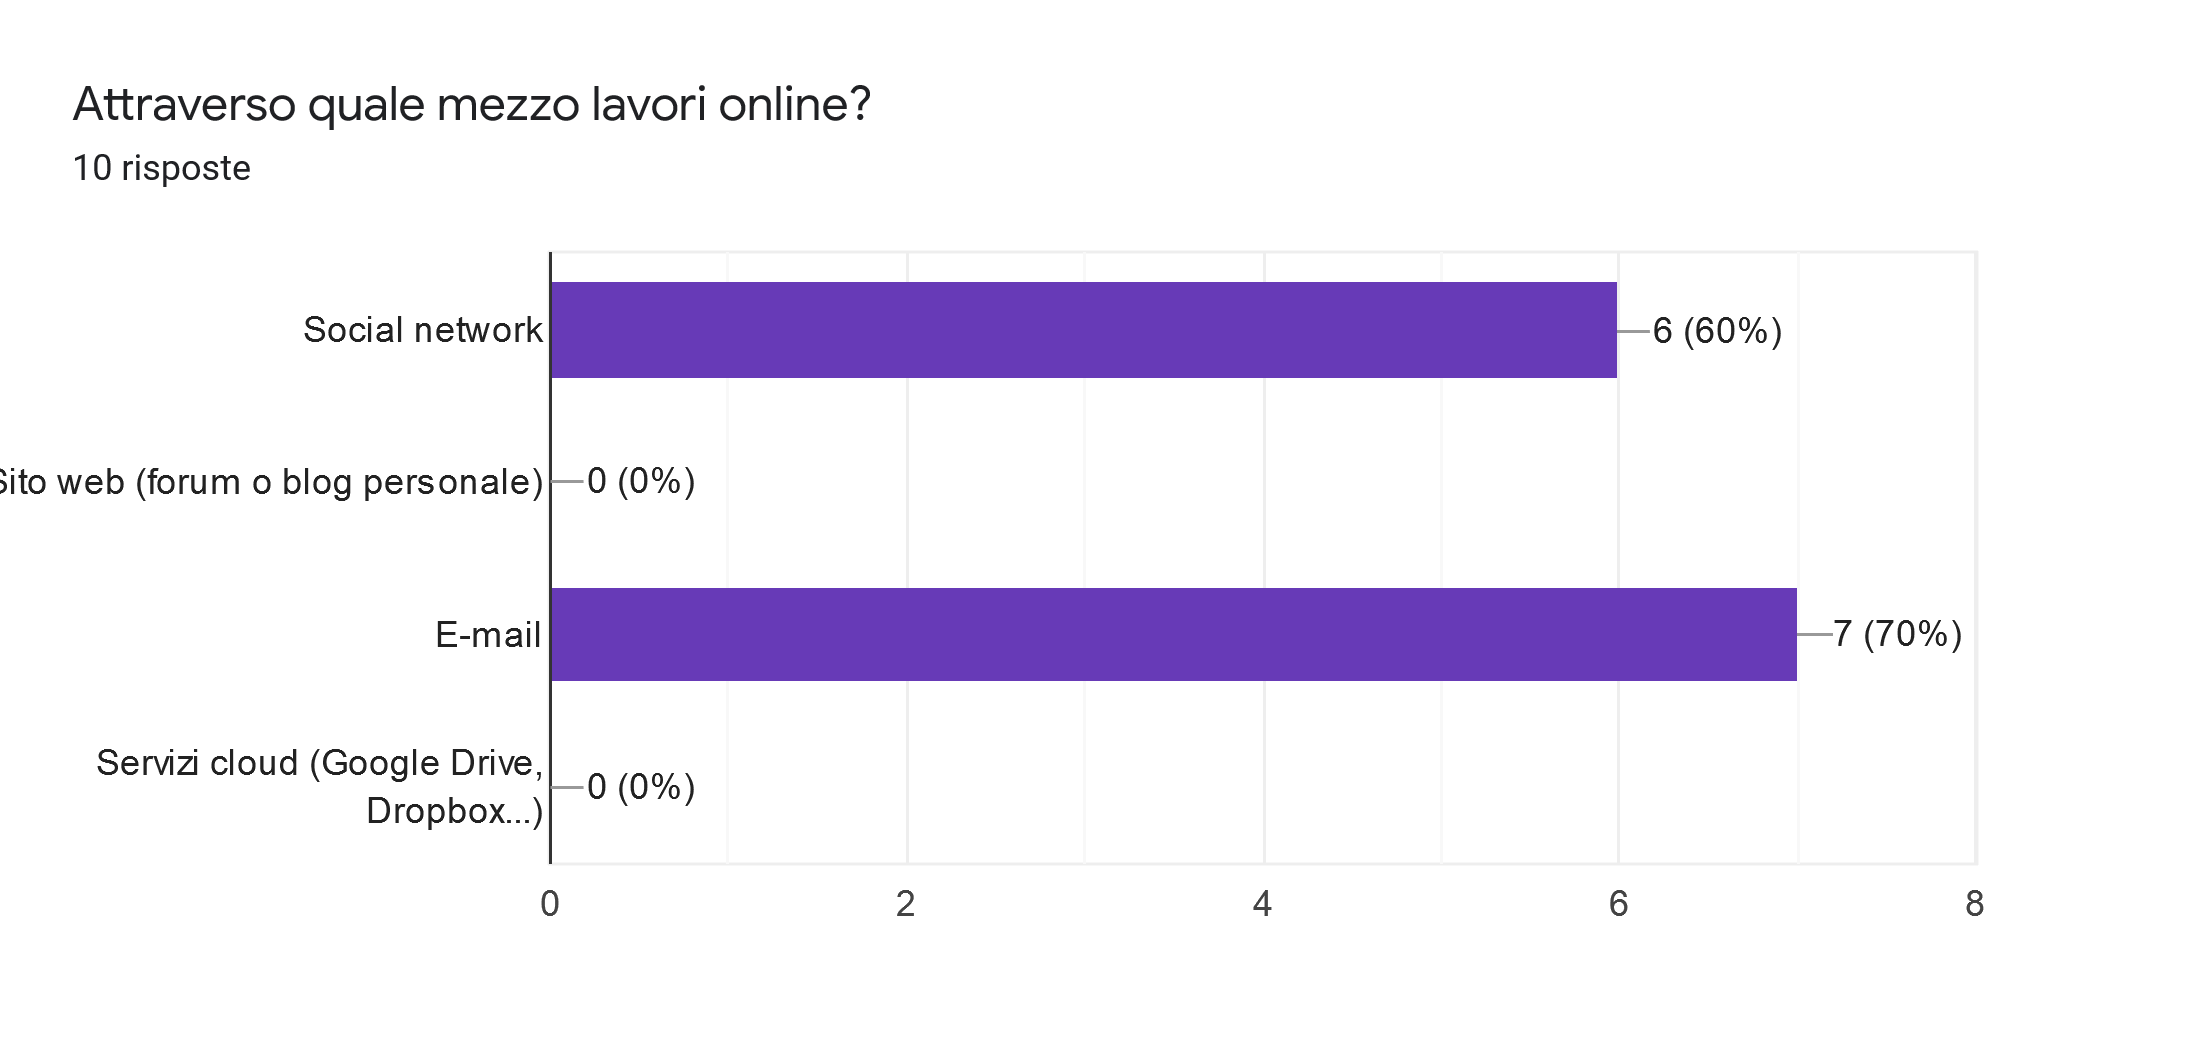 Attraverso quale mezzo lavori online?
10 risposte
Social network
6 (60%)
Sito web (forum o blog personale)
0 (0%)
E-mail
7 (70%)
Servizi cloud (Google Drive,
Dropbox...)
0 (0%)
0 2 4 6 8